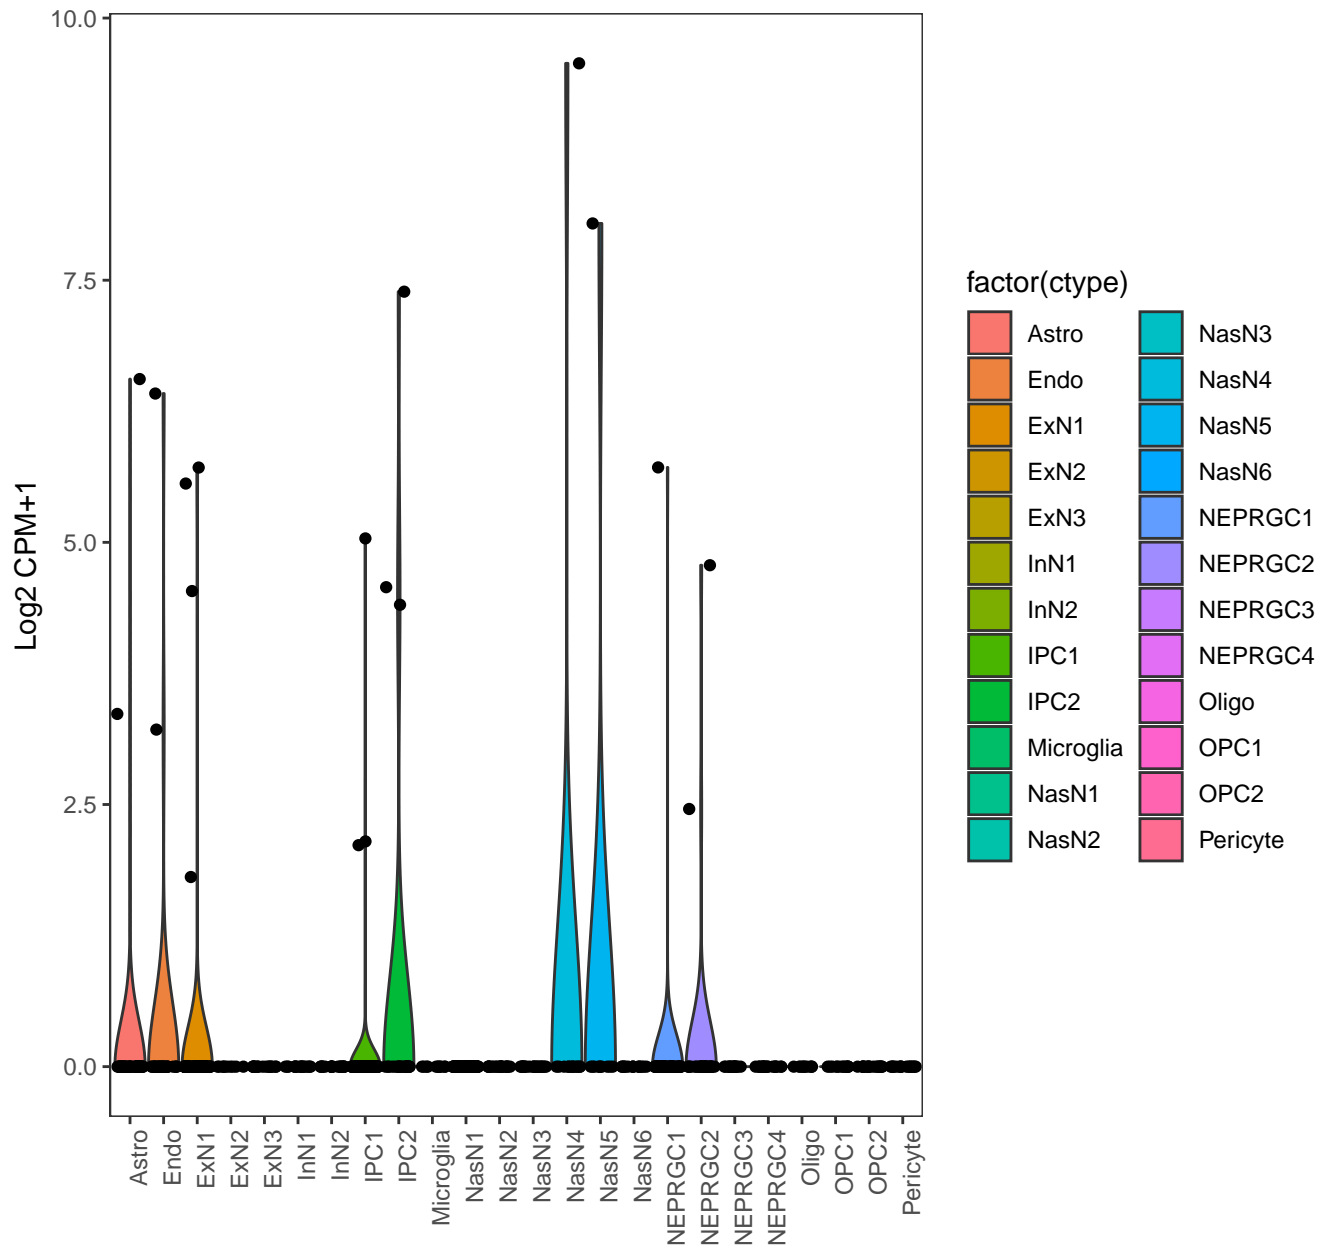 10.0
7.5
5.0
2.5
0.0
Log2 CPM+1
Astro
Endo
ExN1
ExN2
ExN3
InN1
InN2
IPC1
IPC2
Microglia
NasN1
NasN2
NasN3
NasN4
NasN5
NasN6
NEPRGC1
NEPRGC2
NEPRGC3
NEPRGC4
Oligo
OPC1
OPC2
Pericyte
factor(ctype)
Astro
Endo
ExN1
ExN2
ExN3
InN1
InN2
IPC1
IPC2
Microglia
NasN1
NasN2
NasN3
NasN4
NasN5
NasN6
NEPRGC1
NEPRGC2
NEPRGC3
NEPRGC4
Oligo
OPC1
OPC2
Pericyte